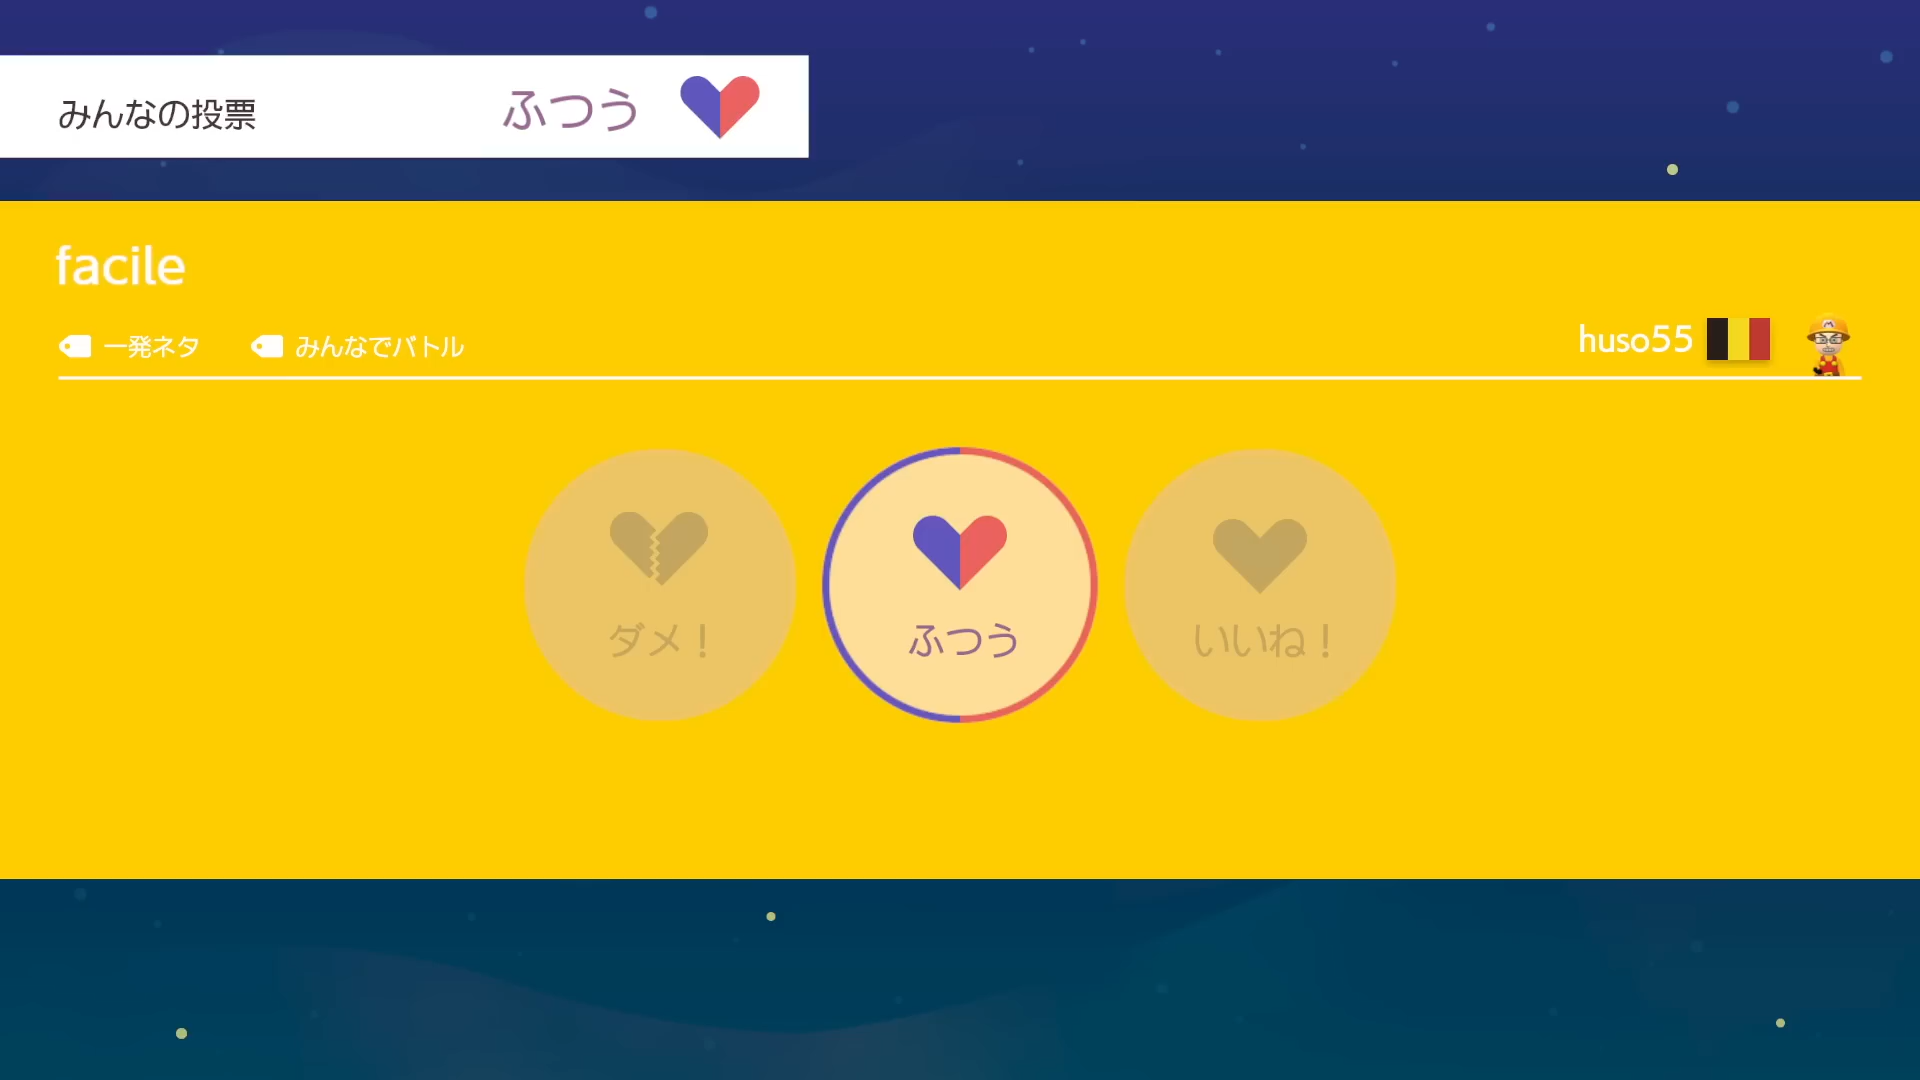 みんなの投票 ふつう
facile
一発ネタ みんなでバトル
huso55
ダメ! ふつう いいね!